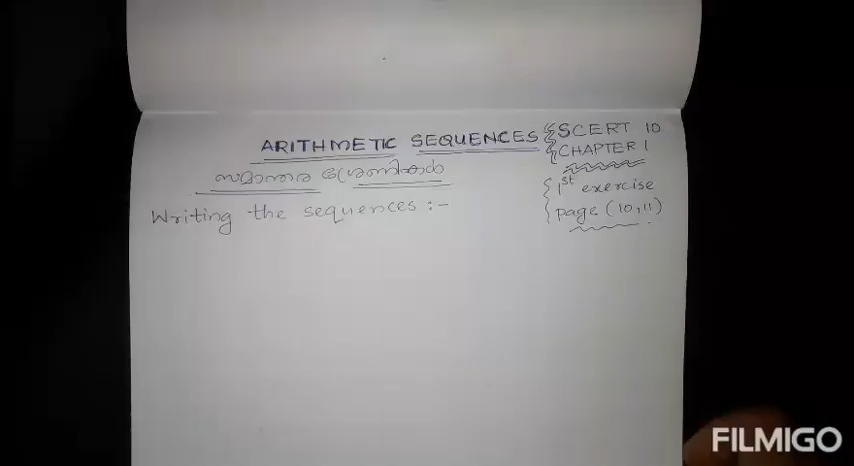 ARITHMETIC SEQUENCES
സമാന്തര ശ്രേണികൾ
Writing the sequences :-
SCERT 10
CHAPTER 1
1st exercise
page (10, 11)
FILMIGO